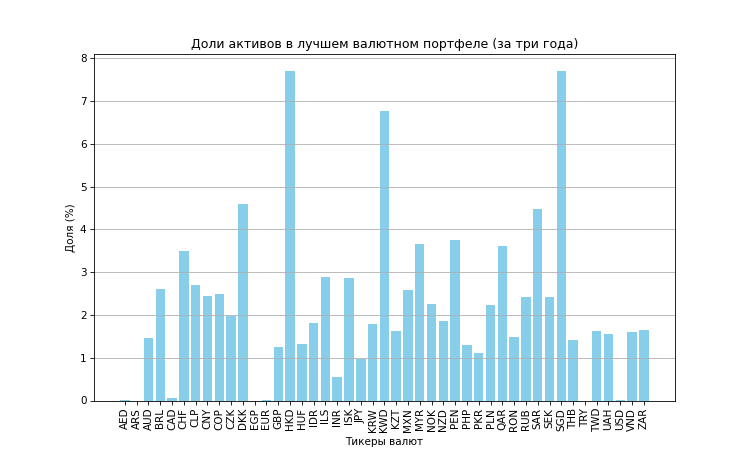 Доли активов в лучшем валютном портфеле (за три года)
Доля (%)
8
7
6
5
4
3
2
1
0
AED
ARS
AUD
BRL
CAD
CHF
CLP
CNY
COP
CZK
DKK
EGP
EUR
GBP
HKD
HUF
IDR
ILS
INR
ISK
JPY
KRW
KWD
KZT
MXN
MYR
NOK
NZD
PEN
PHP
PKR
PLN
QAR
RON
RUB
SAR
SEK
SGD
THB
TRY
TWD
UAH
USD
VND
ZAR
Тикеры валют